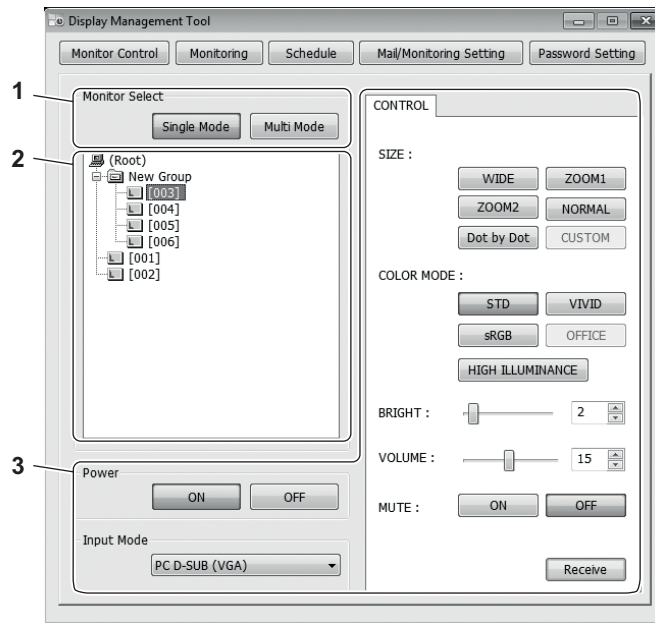 Display Management Tool
Monitor Control Monitoring Schedule Mail/Monitoring Setting Password Setting
1
Monitor Select
Single Mode Multi Mode
2
(Root)
New Group
[003]
[004]
[005]
[006]
[001]
[002]
3
Power
ON OFF
Input Mode
PC D-SUB (VGA)
CONTROL
SIZE :
WIDE ZOOM1
ZOOM2 NORMAL
Dot by Dot CUSTOM
COLOR MODE :
STD VIVID
sRGB OFFICE
HIGH ILLUMINANCE
BRIGHT : 2
VOLUME : 15
MUTE : ON OFF
Receive